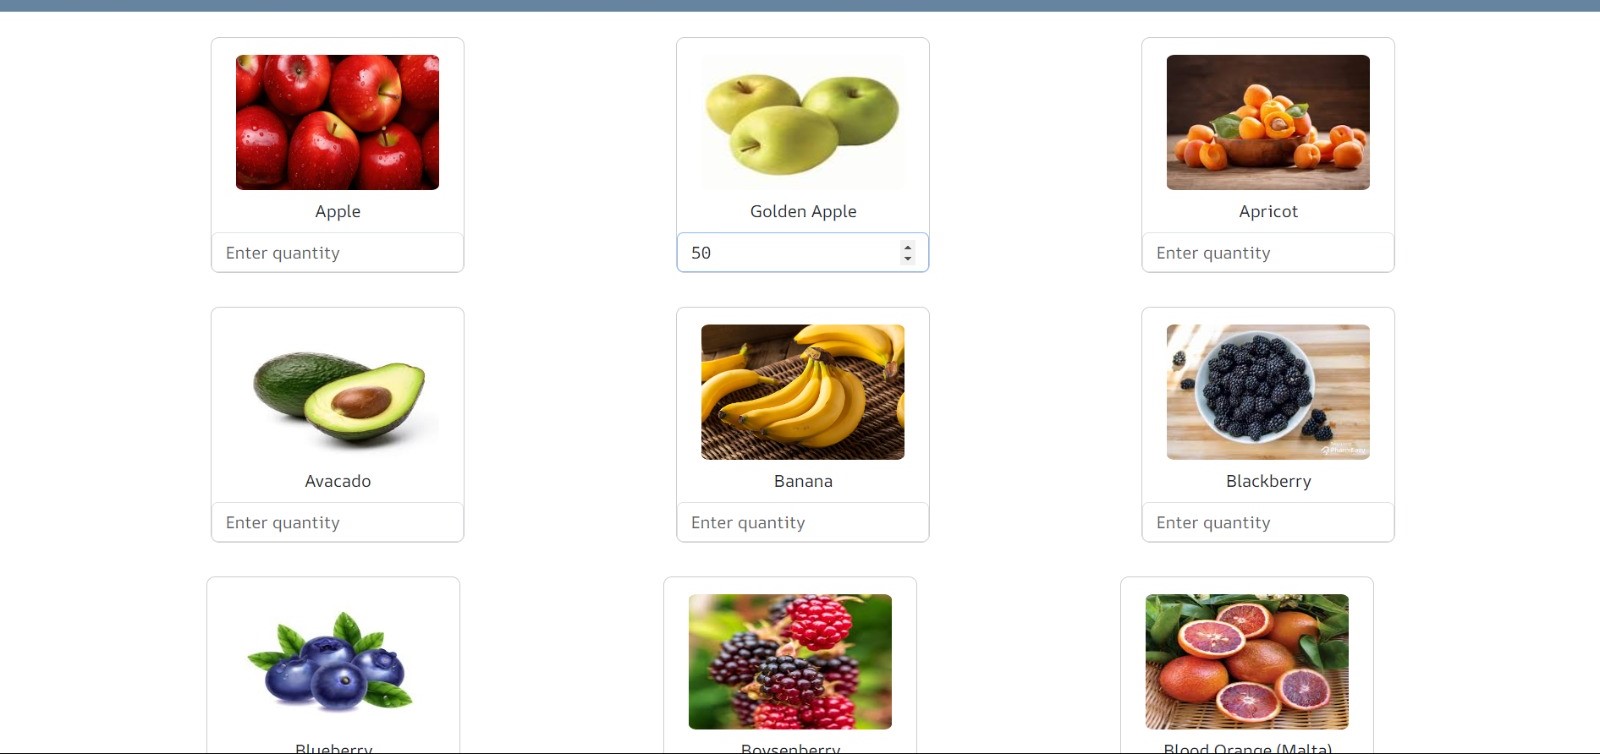 Apple
Golden Apple
Apricot
Enter quantity
50
Enter quantity
Avacado
Banana
Blackberry
Enter quantity
Enter quantity
Enter quantity
Blueberry
Boysenberry
Blood Orange (Malta)